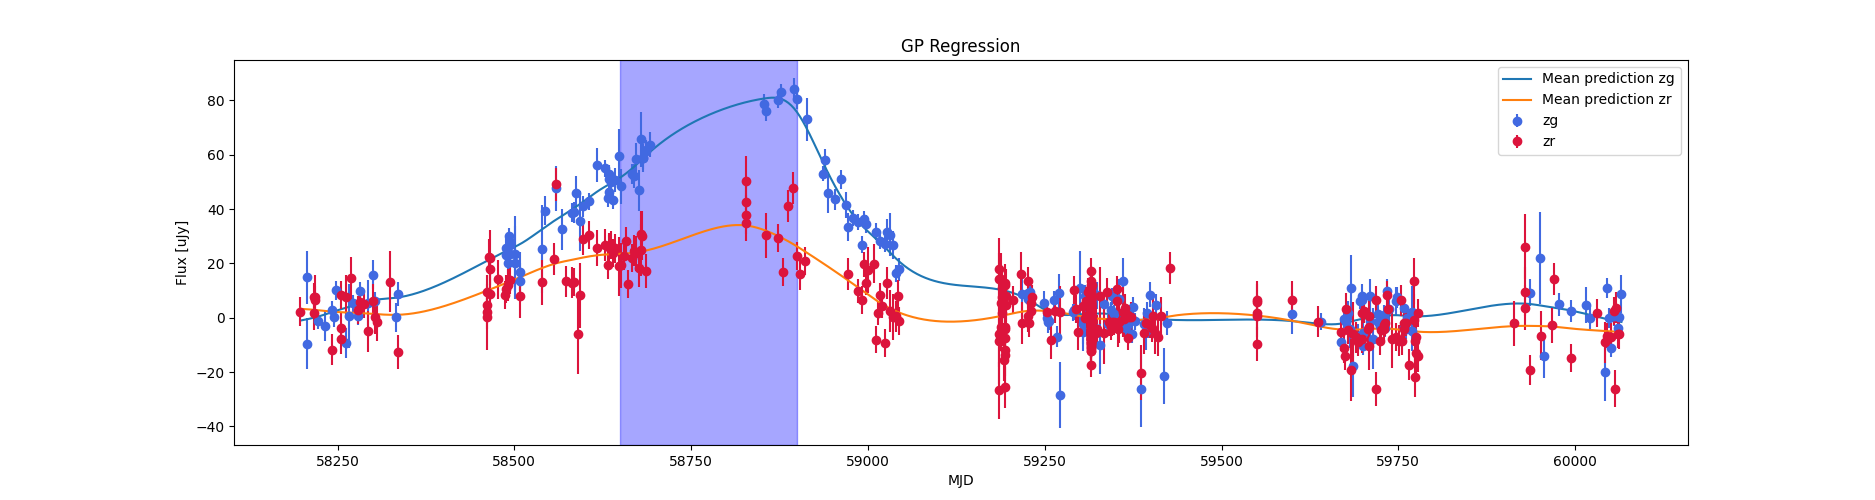 GP Regression
Mean prediction zg
Mean prediction zr
zg
zr
Flux [uJy]
80
60
40
20
0
−20
−40
58250 58500 58750 59000 59250 59500 59750 60000
MJD